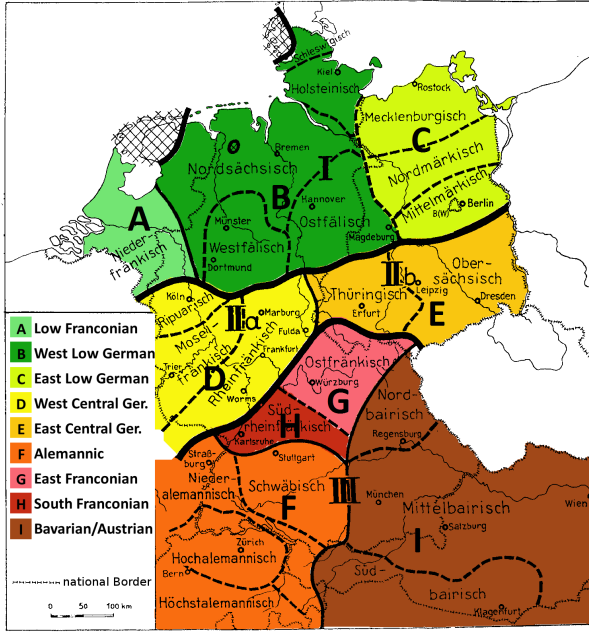 Schleswigisch
Kiel
Holsteinisch
Rostock
Mecklenburgisch
C
Nordmärkisch
Mittelmärkisch
Berlin
B(W)
Bremen
Nordsächsisch
I
B
Hannover
Ostfälisch
Münster
Westfälisch
Magdeburg
Dortmund
A
Nieder-
fränkisch
Köln
Ripuarisch
IIa
Marburg
Mosel-
fränkisch
Fulda
Frankfurt
Trier
D
Rheinfränkisch
Worms
IIb
Ober-
sächsisch
Leipzig
Thüringisch
Erfurt
Dresden
E
Ostfränkisch
Würzburg
G
Süd-
rheinfränkisch
H
Karlsruhe
Nord-
bairisch
Regensburg
Straß-
burg
Stuttgart
Nieder-
alemannisch
Schwäbisch
F
III
München
Mittelbairisch
Wien
Salzburg
I
Zürich
Hochalemannisch
Bern
Höchstalemannisch
Süd-
bairisch
Klagenfurt
A Low Franconian
B West Low German
C East Low German
D West Central Ger.
E East Central Ger.
F Alemannic
G East Franconian
H South Franconian
I Bavarian/Austrian
national Border
0 50 100 km